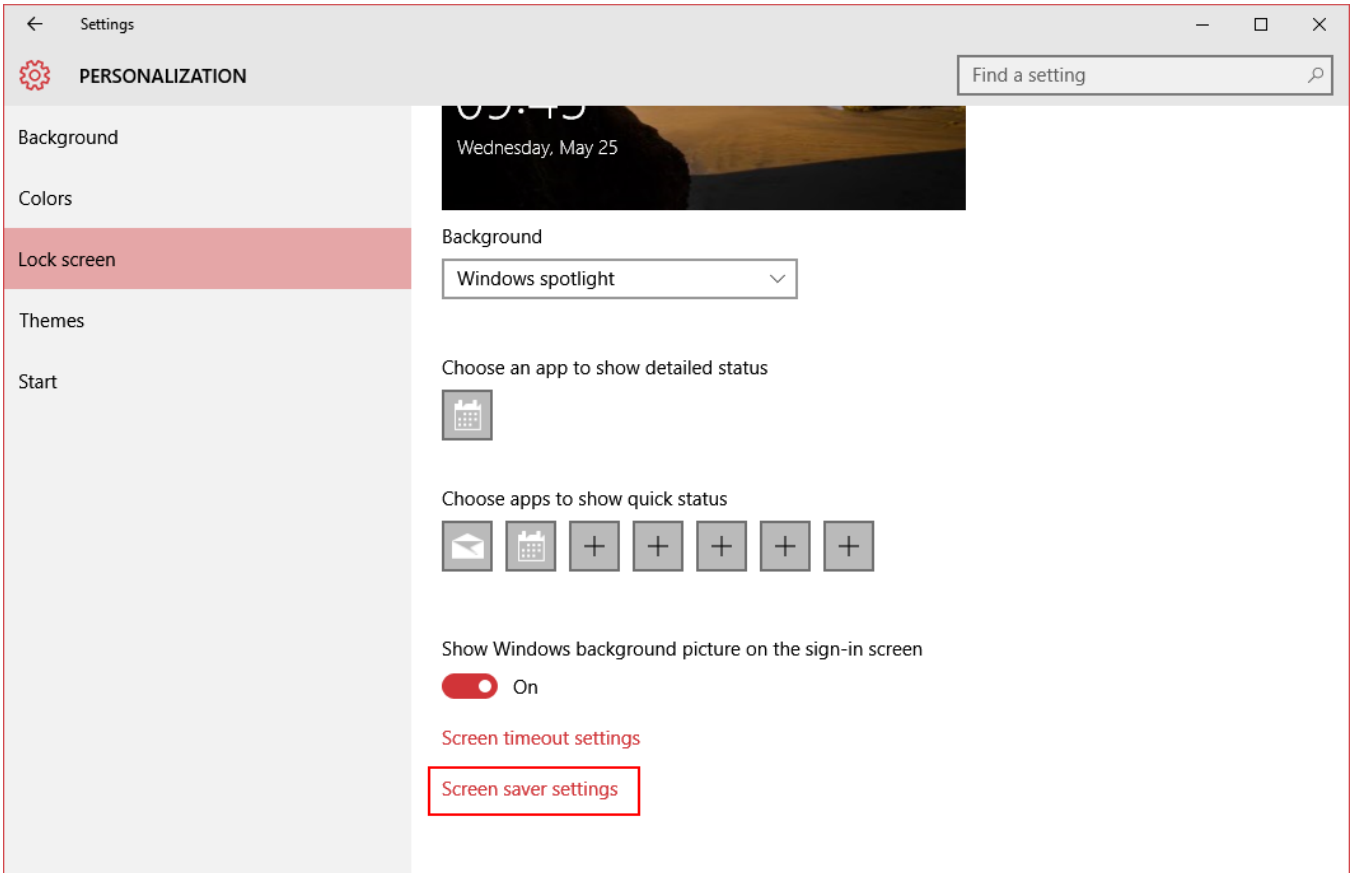 Settings
PERSONALIZATION
Find a setting
Background
Colors
Lock screen
Themes
Start
09:45
Wednesday, May 25
Background
Windows spotlight
Choose an app to show detailed status
Choose apps to show quick status
Show Windows background picture on the sign-in screen
On
Screen timeout settings
Screen saver settings